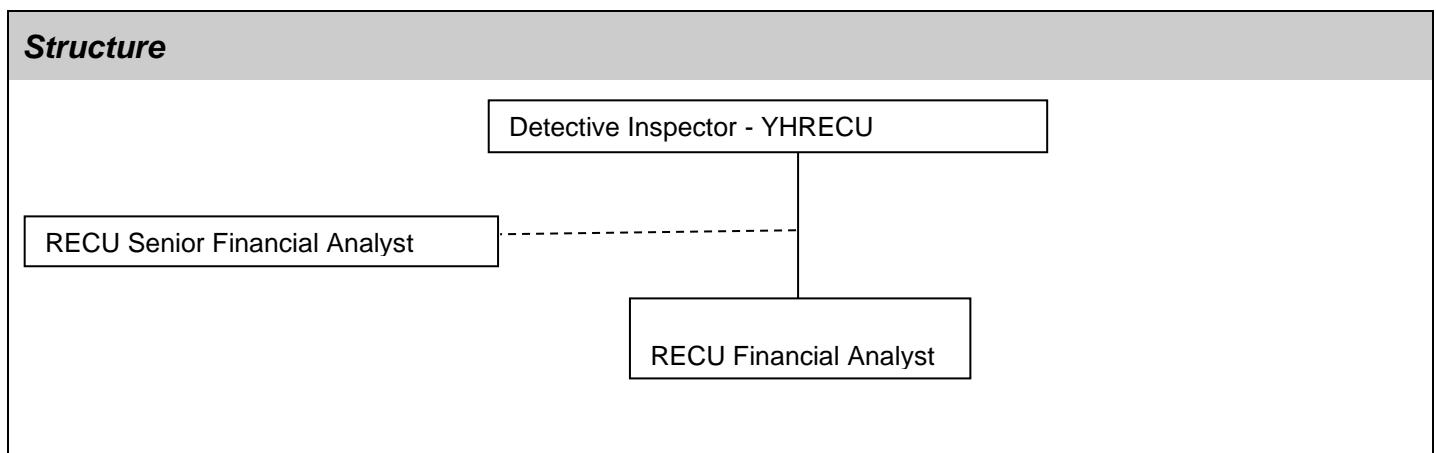 Structure
Detective Inspector - YHRECU
RECU Senior Financial Analyst
RECU Financial Analyst